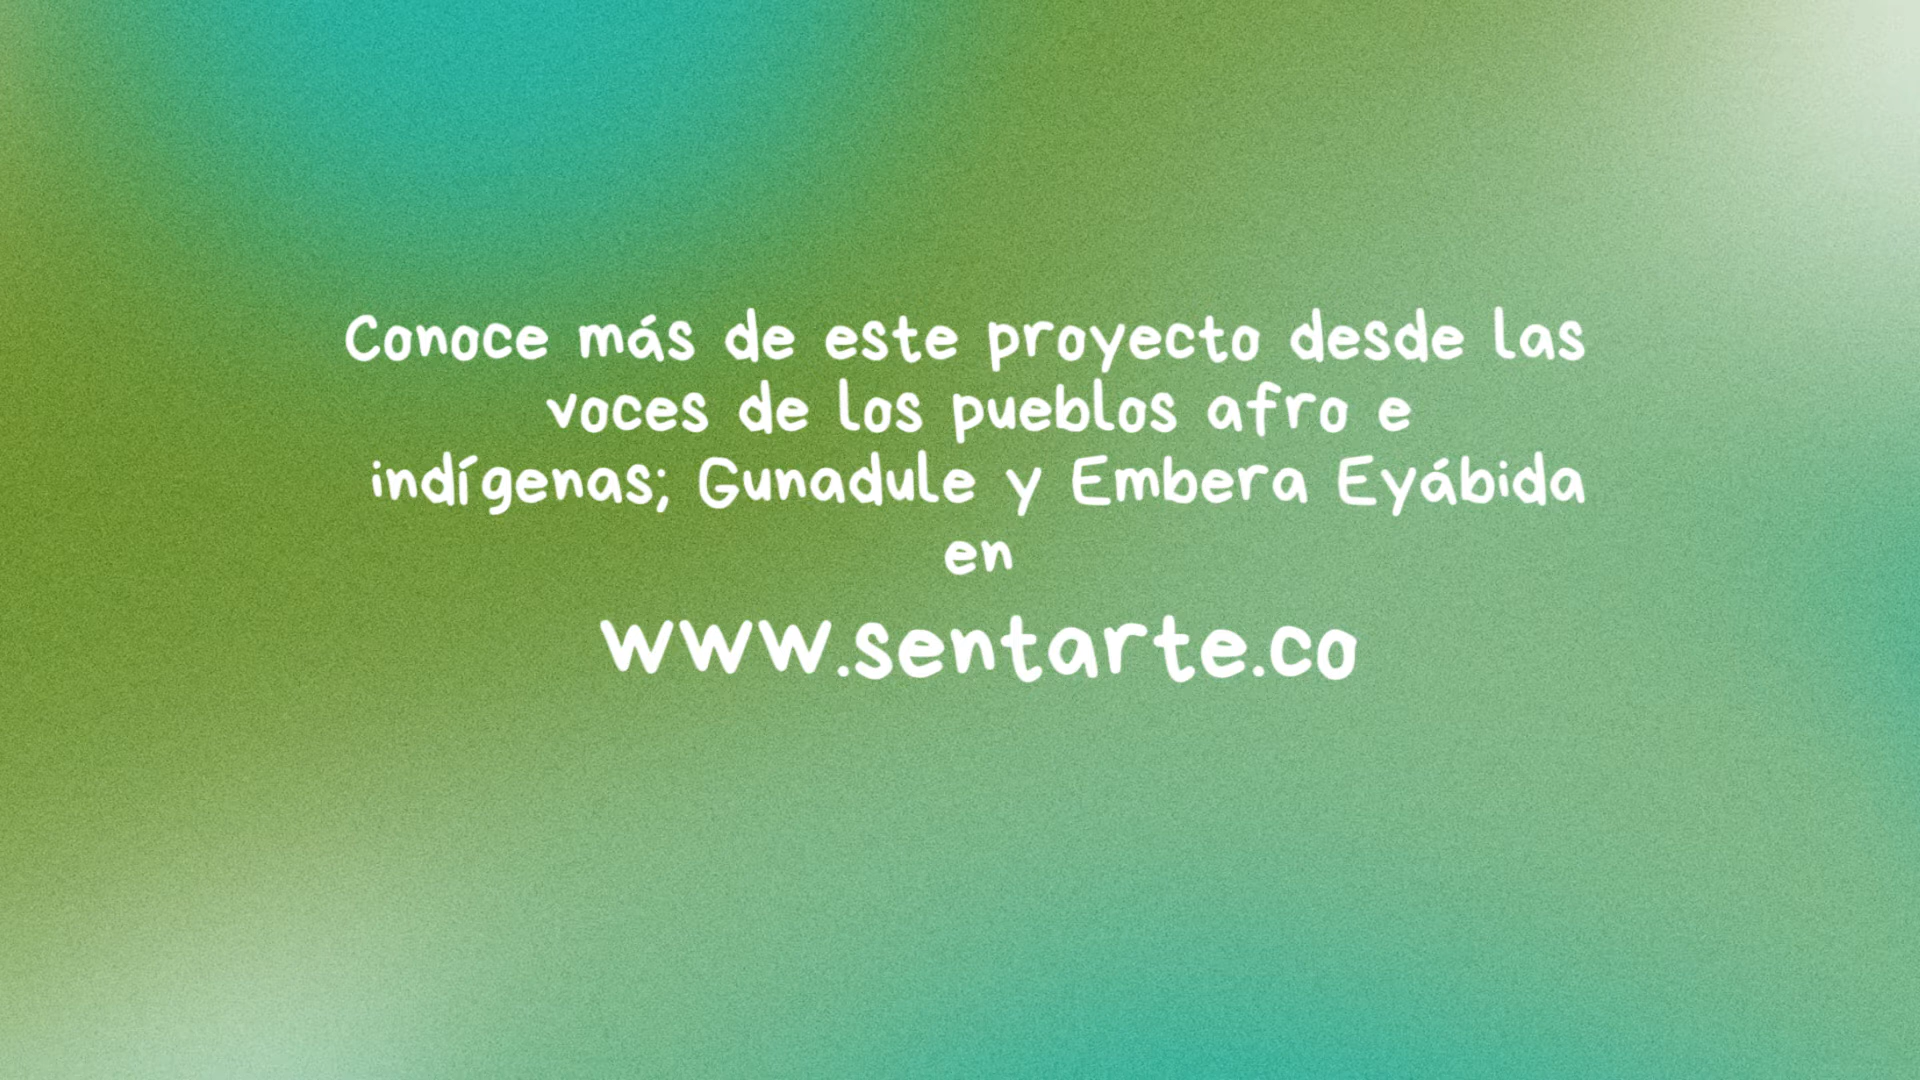 Conoce más de este proyecto desde las
voces de los pueblos afro e
indígenas; Gunadule y Embera Eyábida
en
www.sentarte.co